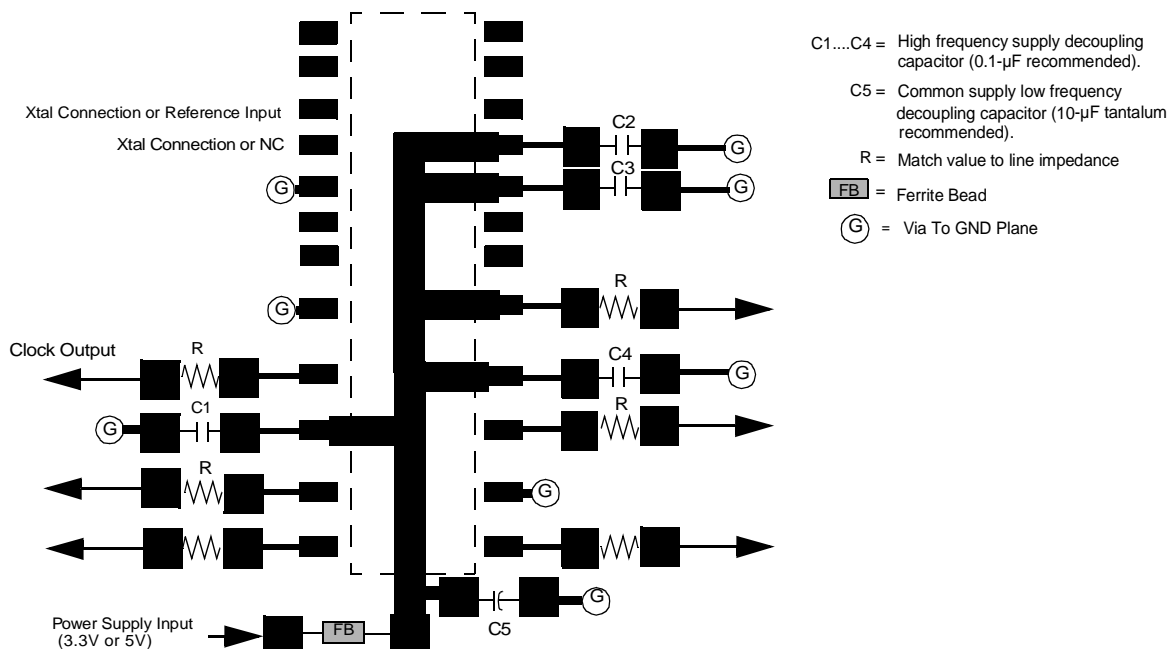 C1....C4 = High frequency supply decoupling
capacitor (0.1-µF recommended).
C5 = Common supply low frequency
decoupling capacitor (10-µF tantalum
recommended).
R = Match value to line impedance
FB = Ferrite Bead
G = Via To GND Plane
Xtal Connection or Reference Input
Xtal Connection or NC
C2
G
C3
G
G
R
G
Clock Output
R
C4
G
C1
G
R
R
G
C5
G
Power Supply Input
(3.3V or 5V)
FB